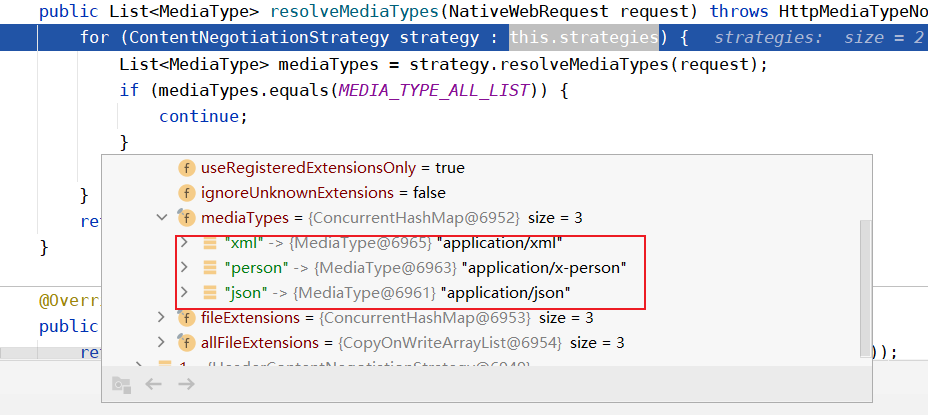 public List<MediaType> resolveMediaTypes(NativeWebRequest request) throws HttpMediaTypeNo
for (ContentNegotiationStrategy strategy : this.strategies) { strategies: size = 2
List<MediaType> mediaTypes = strategy.resolveMediaTypes(request);
if (mediaTypes.equals(MEDIA_TYPE_ALL_LIST)) {
continue;
}
useRegisteredExtensionsOnly = true
ignoreUnknownExtensions = false
} mediaTypes = {ConcurrentHashMap@6952} size = 3
re
"xml" -> {MediaType@6965} "application/xml"
} "person" -> {MediaType@6963} "application/x-person"
"json" -> {MediaType@6961} "application/json"
@Overr
fileExtensions = {ConcurrentHashMap@6953} size = 3
public
allFileExtensions = {CopyOnWriteArrayList@6954} size = 3
ret );
1 = {HeaderContentNegotiationStrategy@6949}